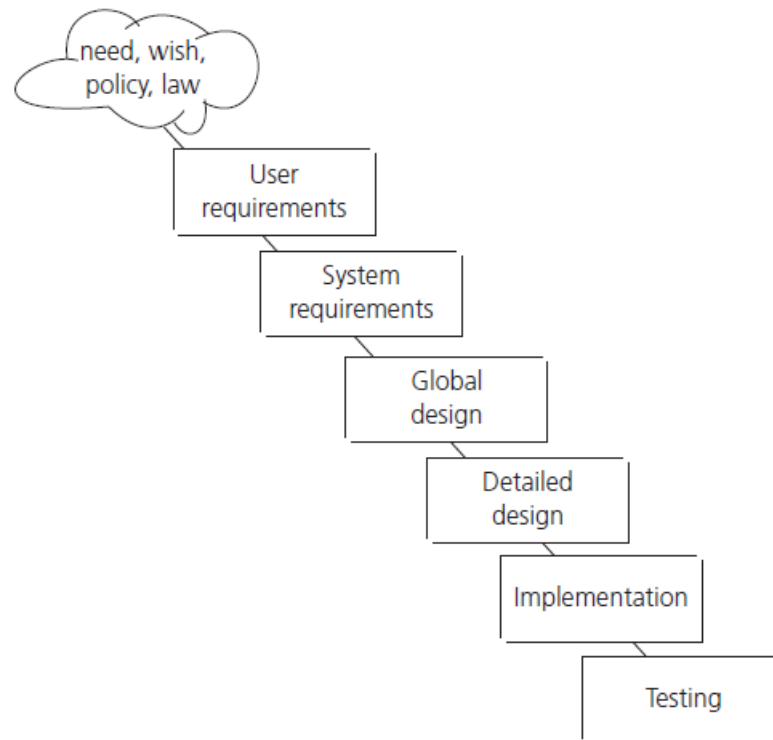 need, wish,
policy, law
User
requirements
System
requirements
Global
design
Detailed
design
Implementation
Testing